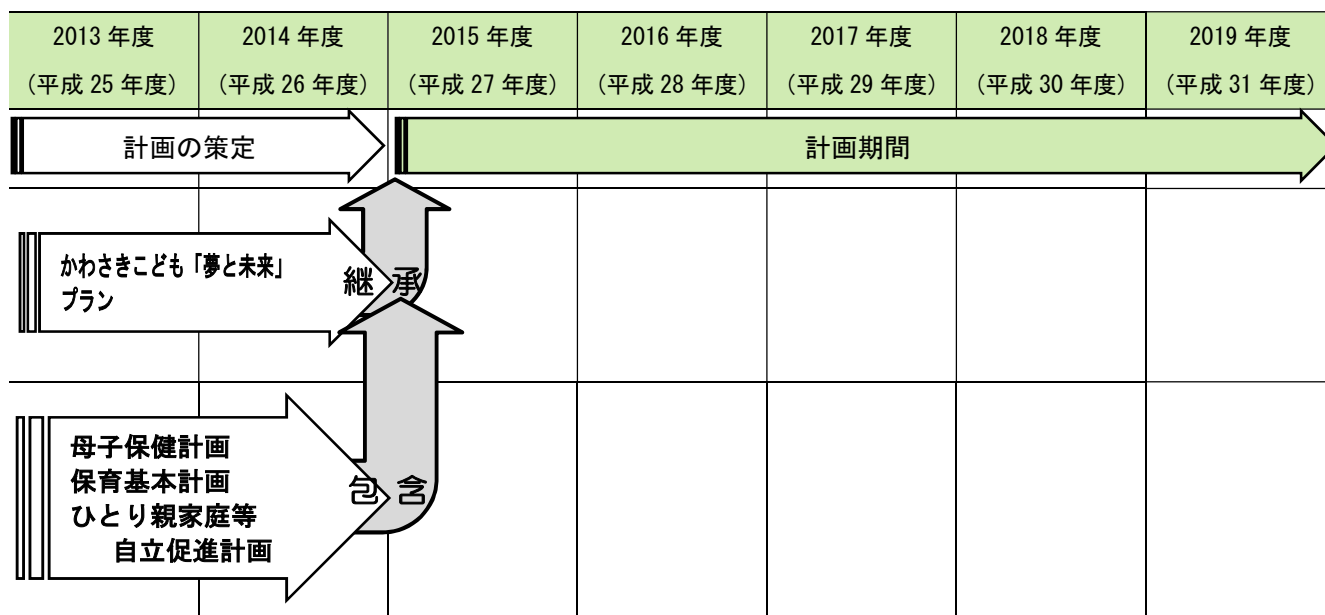 2013 年度 2014 年度 2015 年度 2016 年度 2017 年度 2018 年度 2019 年度
（平成 25 年度） （平成 26 年度） （平成 27 年度） （平成 28 年度） （平成 29 年度） （平成 30 年度） （平成 31 年度）
計画の策定 計画期間
かわさきこども「夢と未来」
プラン
継承
母子保健計画
保育基本計画
ひとり親家庭等
自立促進計画
包含